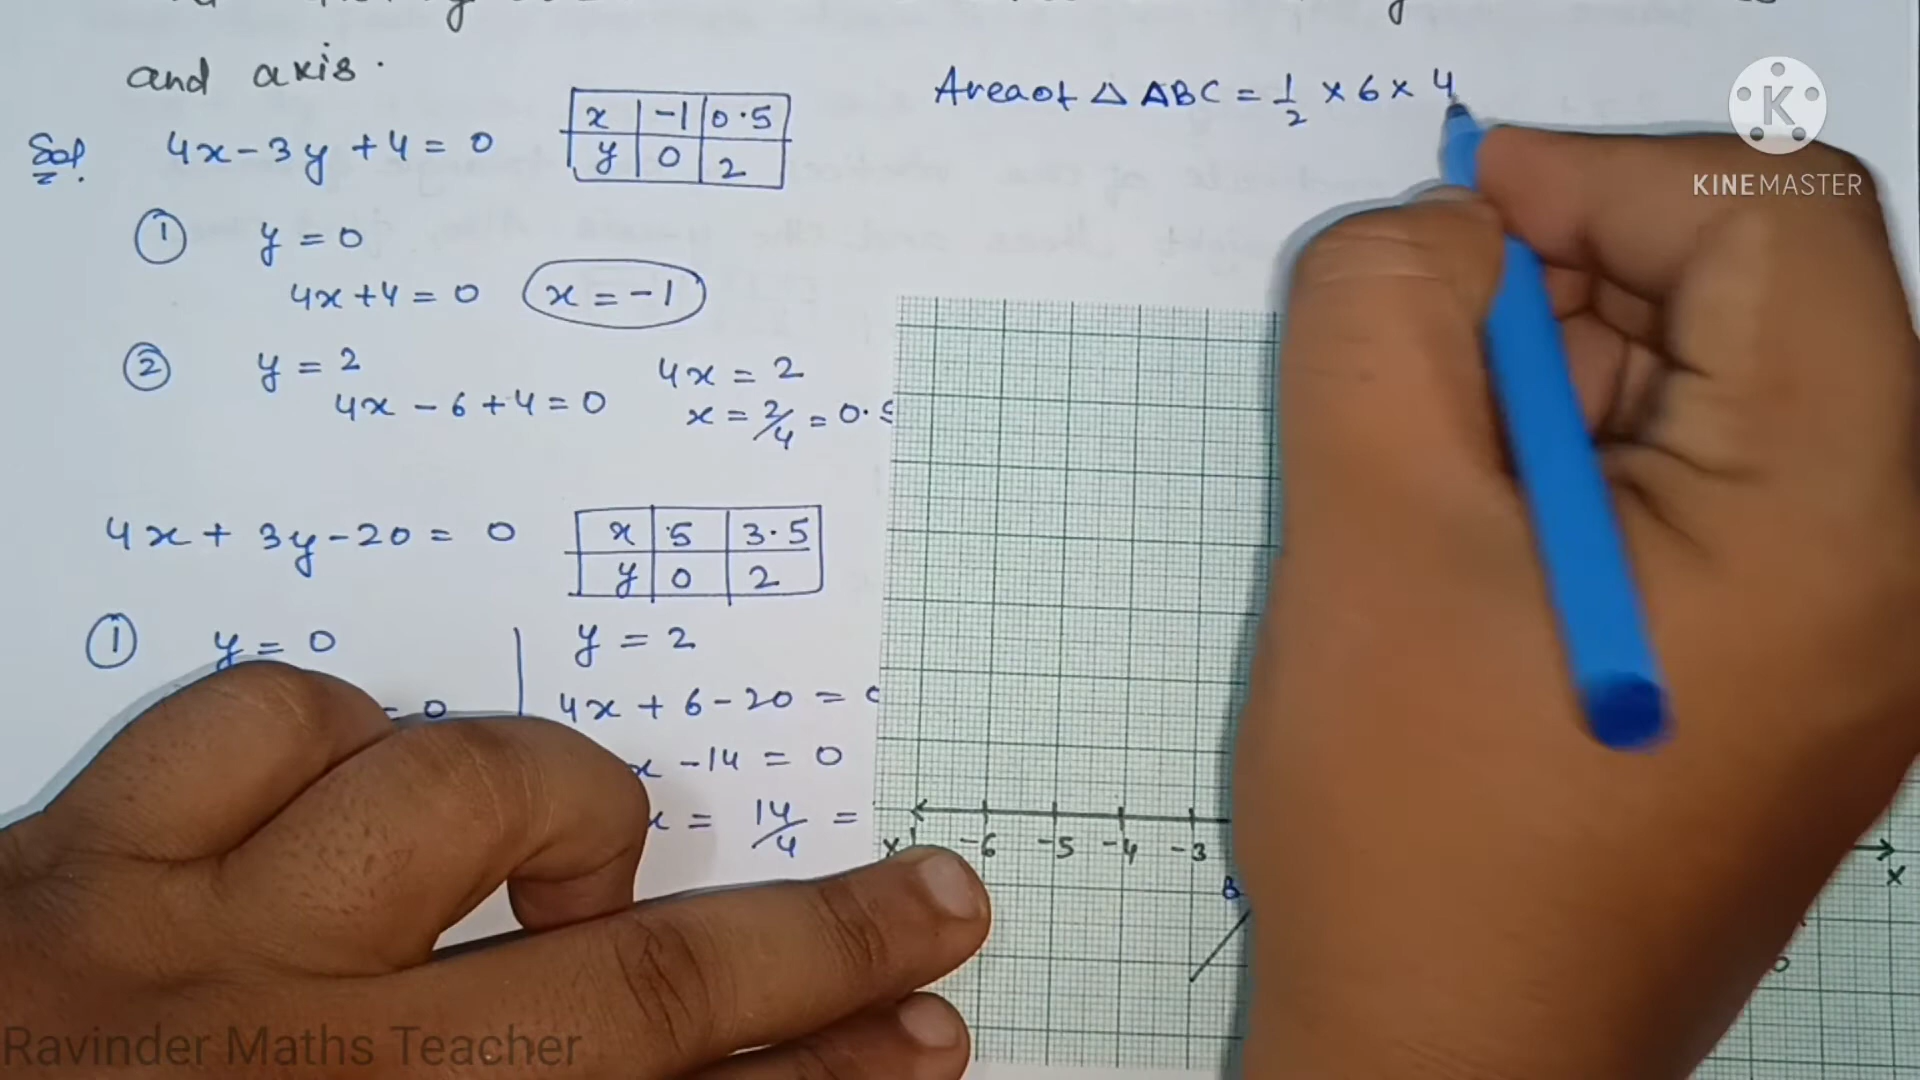 and axis.
Sol. 4x-3y+4=0
x -1 0.5
y 0 2
① y=0
4x+4=0 x=-1
② y=2
4x-6+4=0
4x=2
x=2/4=0.5
4x+3y-20=0
x 5 3.5
y 0 2
① y=0
=0
y=2
4x+6-20=0
x-14=0
x=14/4=
Area of △ ABC = 1/2 × 6 × 4
K
KINEMASTER
x' -6 -5 -4 -3 x
B
Ravinder Maths Teacher